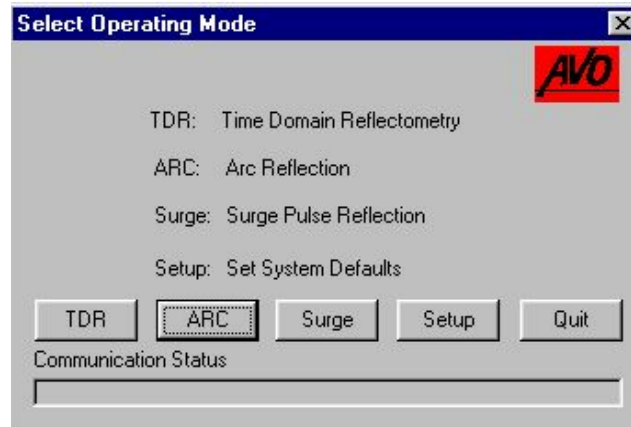 Select Operating Mode
AVO
TDR: Time Domain Reflectometry
ARC: Arc Reflection
Surge: Surge Pulse Reflection
Setup: Set System Defaults
TDR ARC Surge Setup Quit
Communication Status